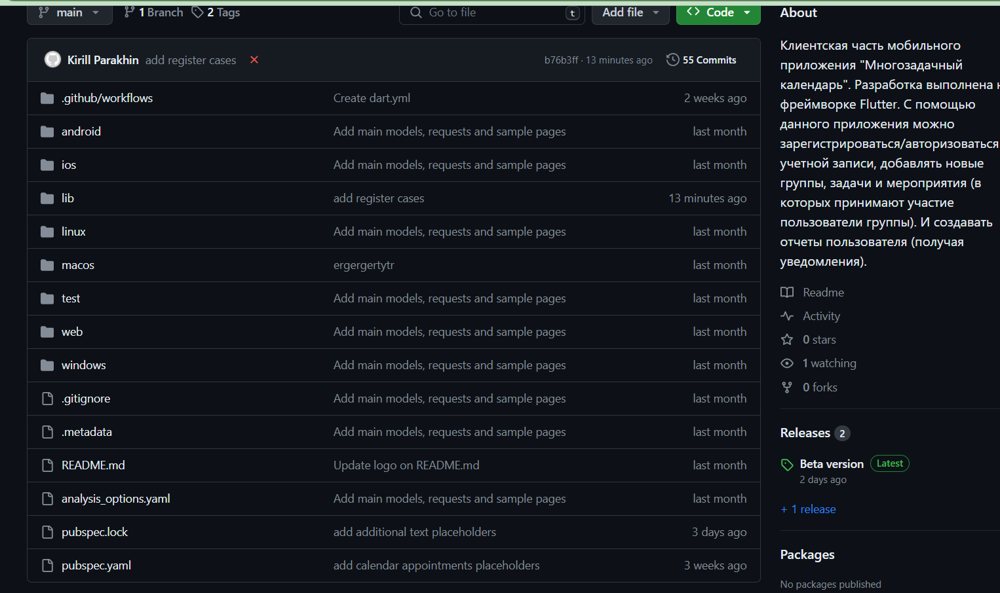 main
1 Branch
2 Tags
Go to file
t
Add file
Code
Kirill Parakhin add register cases
b76b3ff · 13 minutes ago
55 Commits
.github/workflows Create dart.yml 2 weeks ago
android Add main models, requests and sample pages last month
ios Add main models, requests and sample pages last month
lib add register cases 13 minutes ago
linux Add main models, requests and sample pages last month
macos ergergertytr last month
test Add main models, requests and sample pages last month
web Add main models, requests and sample pages last month
windows Add main models, requests and sample pages last month
.gitignore Add main models, requests and sample pages last month
.metadata Add main models, requests and sample pages last month
README.md Update logo on README.md last month
analysis_options.yaml Add main models, requests and sample pages last month
pubspec.lock add additional text placeholders 3 days ago
pubspec.yaml add calendar appointments placeholders 3 weeks ago
About
Клиентская часть мобильного
приложения "Многозадачный
календарь". Разработка выполнена
фреймворке Flutter. С помощью
данного приложения можно
зарегистрироваться/авторизоваться
учетной записи, добавлять новые
группы, задачи и мероприятия (в
которых принимают участие
пользователи группы). И создавать
отчеты пользователя (получая
уведомления).
Readme
Activity
0 stars
1 watching
0 forks
Releases 2
Beta version Latest
2 days ago
+ 1 release
Packages
No packages published